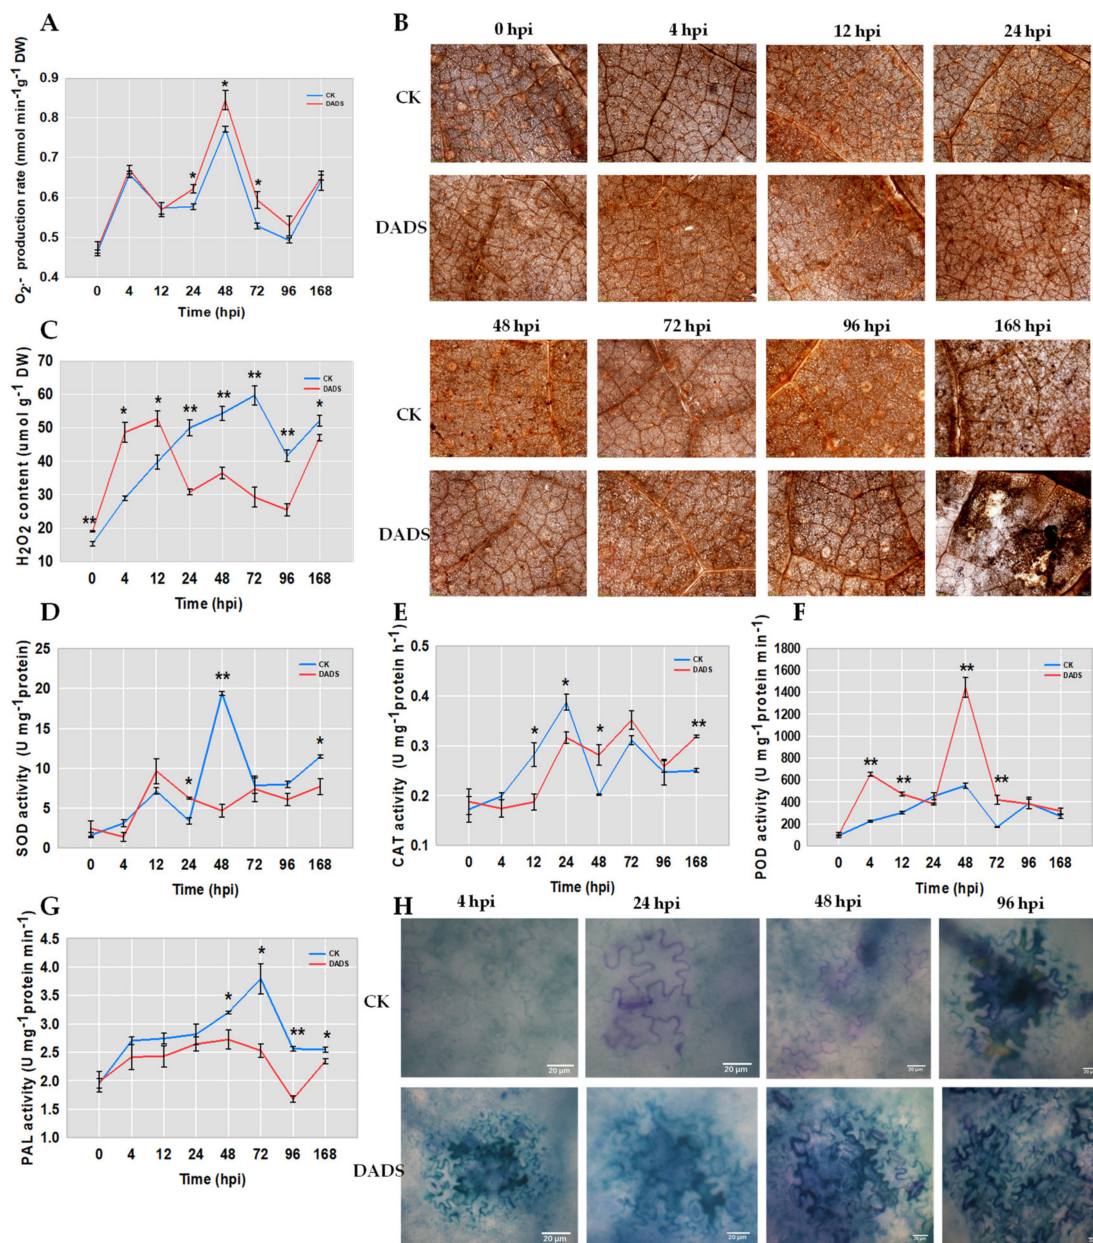 A
O2·- production rate (nmol min⁻¹g⁻¹ DW)
0.9
0.8
0.7
0.6
0.5
0.4
CK
DADS
*
*
*
0 4 12 24 48 72 96 168
Time (hpi)
B
0 hpi 4 hpi 12 hpi 24 hpi
CK
DADS
48 hpi 72 hpi 96 hpi 168 hpi
CK
DADS
C
H2O2 content (umol g⁻¹ DW)
70
60
50
40
30
20
10
CK
DADS
** * * ** ** ** ** *
0 4 12 24 48 72 96 168
Time (hpi)
D
SOD activity (U mg⁻¹protein)
25
20
15
10
5
0
CK
DADS
* ** *
0 4 12 24 48 72 96 168
Time (hpi)
E
CAT activity (U mg⁻¹protein h⁻¹)
0.5
0.4
0.3
0.2
0.1
CK
DADS
* * * **
0 4 12 24 48 72 96 168
Time (hpi)
F
POD activity (U mg⁻¹protein min⁻¹)
1800
1600
1400
1200
1000
800
600
400
200
0
CK
DADS
** ** ** **
0 4 12 24 48 72 96 168
Time (hpi)
G
PAL activity (U mg⁻¹protein min⁻¹)
4.5
4.0
3.5
3.0
2.5
2.0
1.5
1.0
CK
DADS
* * ** *
0 4 12 24 48 72 96 168
Time (hpi)
H
4 hpi 24 hpi 48 hpi 96 hpi
CK
20 μm 20 μm 20 μm
DADS
20 μm 20 μm 20 μm